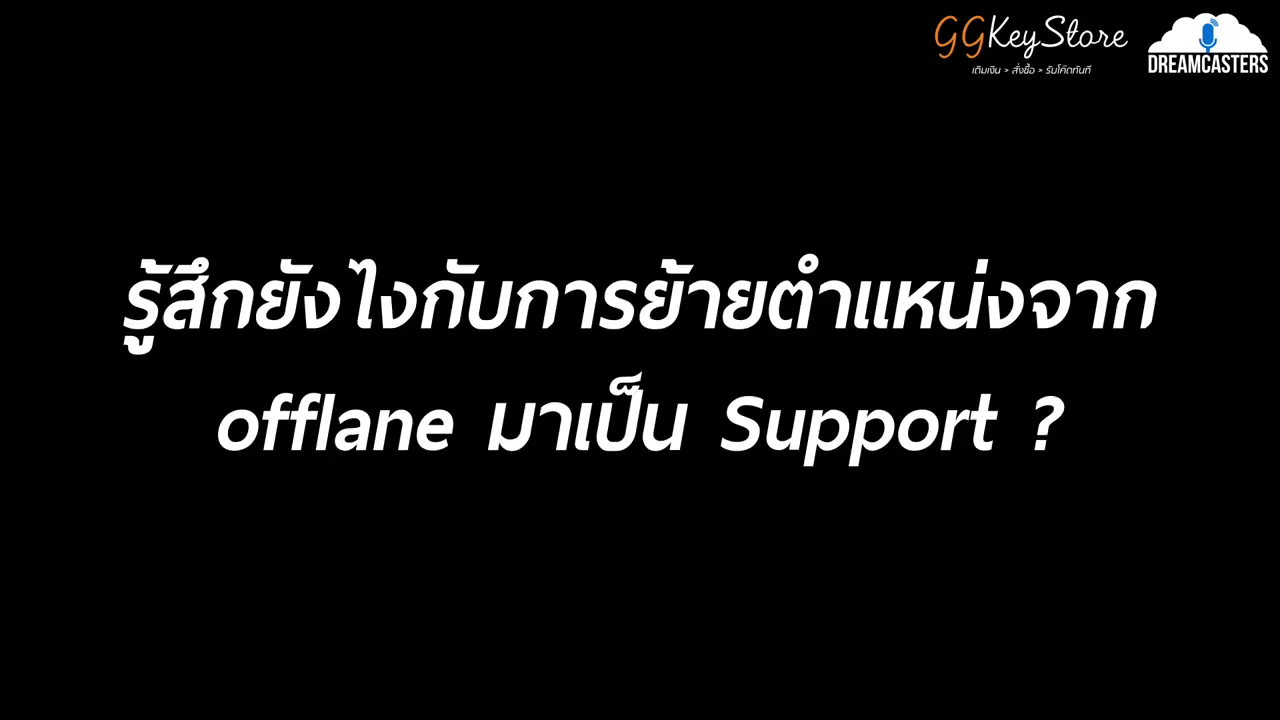 GGKeyStore
เติมเงิน > สั่งซื้อ > รับโค้ดทันที
DREAMCASTERS
รู้สึกยังไงกับการย้ายตำแหน่งจาก
offlane มาเป็น Support ?